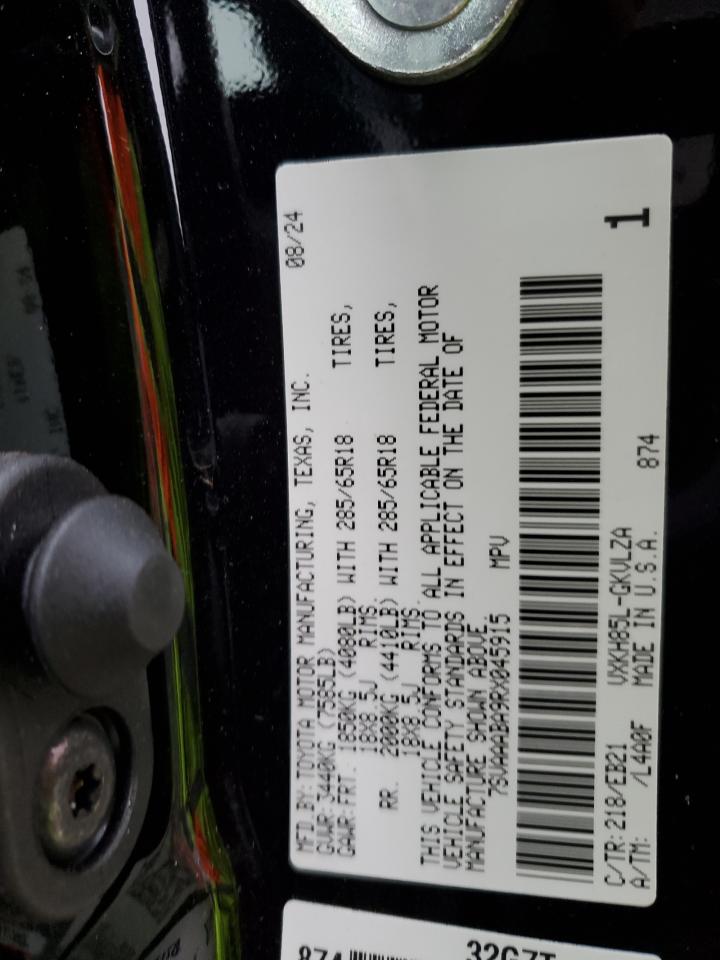 08/24
MFD.BY:TOYOTA MOTOR MANUFACTURING, TEXAS, INC.
GVWR:3440KG (7585LB)
GAWR:FRT. 1850KG (4080LB) WITH 285/65R18 TIRES,
18X8.5J RIMS.
RR. 2000KG (4410LB) WITH 285/65R18 TIRES,
18X8.5J RIMS.
THIS VEHICLE CONFORMS TO ALL APPLICABLE FEDERAL MOTOR
VEHICLE SAFETY STANDARDS IN EFFECT ON THE DATE OF
MANUFACTURE SHOWN ABOVE.
7SVAAABA9RX045915 MPV
1
C/TR:218/EB21 VXKH85L-GKVLZA
A/TM: /L4A0F MADE IN U.S.A. 874
874